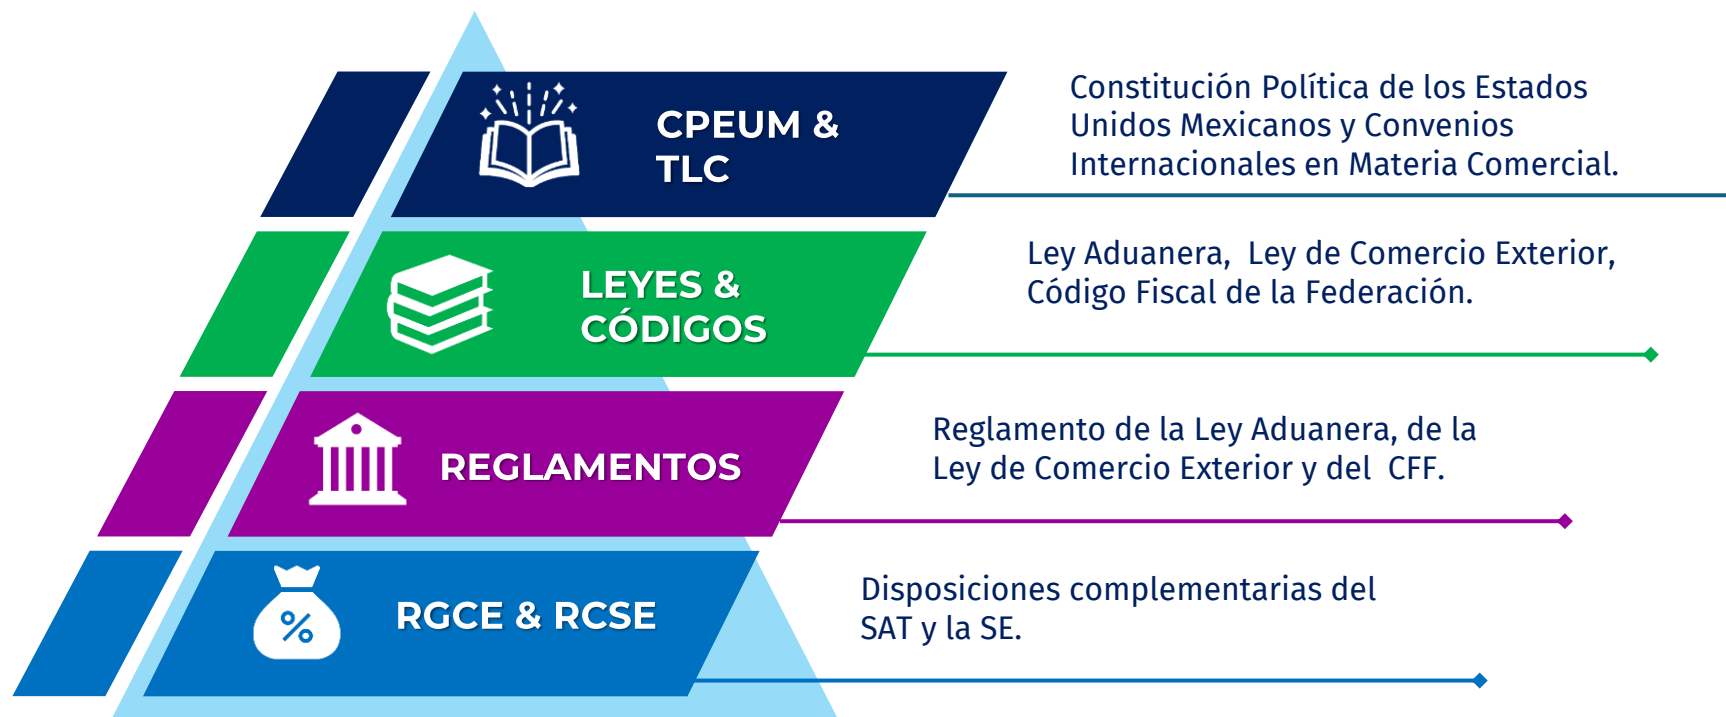 CPEUM &
TLC
Constitución Política de los Estados
Unidos Mexicanos y Convenios
Internacionales en Materia Comercial.
LEYES &
CÓDIGOS
Ley Aduanera,  Ley de Comercio Exterior,
Código Fiscal de la Federación.
REGLAMENTOS
Reglamento de la Ley Aduanera, de la
Ley de Comercio Exterior y del  CFF.
%
RGCE & RCSE
Disposiciones complementarias del
SAT y la SE.